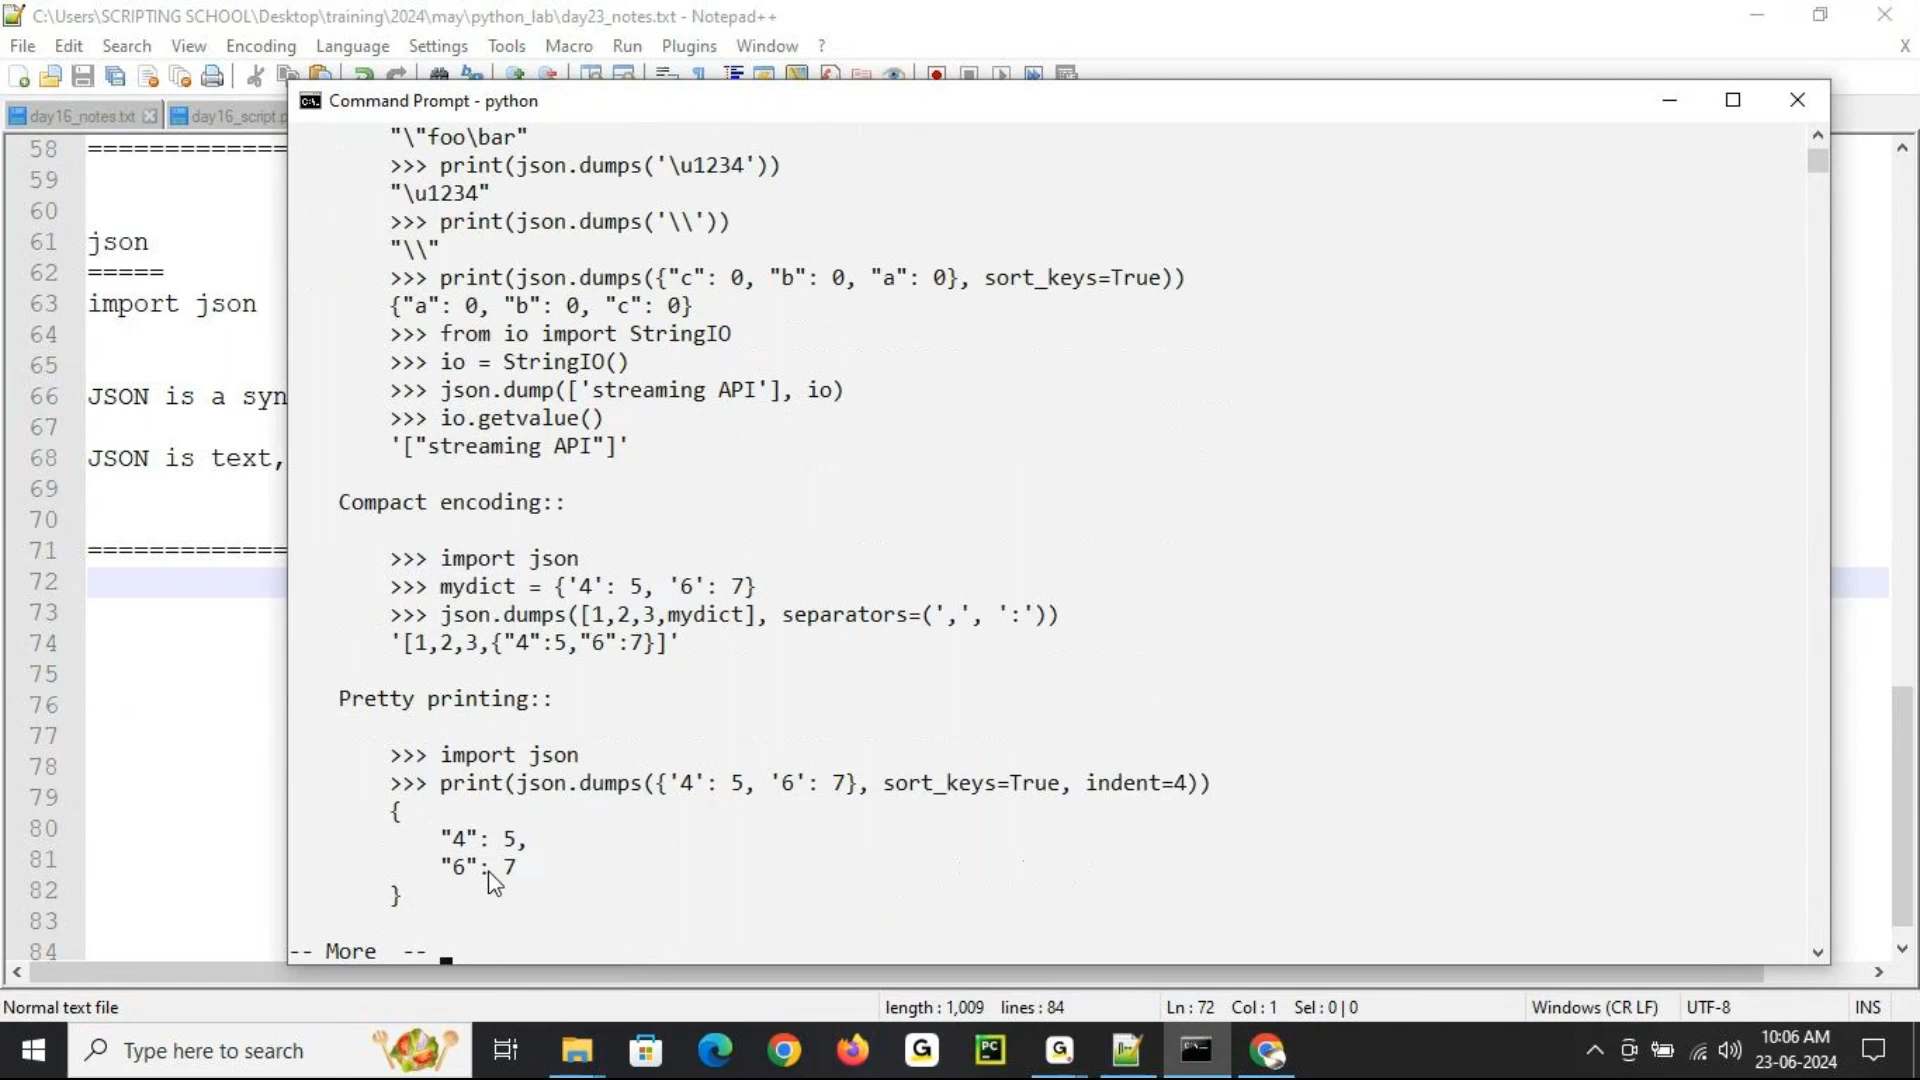 C:\Users\SCRIPTING SCHOOL\Desktop\training\2024\may\python_lab\day23_notes.txt - Notepad++
File Edit Search View Encoding Language Settings Tools Macro Run Plugins Window ? X
day16_notes.txt day16_script.p
58 =============
59
60
61 json
62 =====
63 import json
64
65
66 JSON is a syn
67
68 JSON is text,
69
70
71 =============
72
73
74
75
76
77
78
79
80
81
82
83
84
Command Prompt - python
"\"foo\bar"
>>> print(json.dumps('\u1234'))
"\u1234"
>>> print(json.dumps('\\'))
"\\"
>>> print(json.dumps({"c": 0, "b": 0, "a": 0}, sort_keys=True))
{"a": 0, "b": 0, "c": 0}
>>> from io import StringIO
>>> io = StringIO()
>>> json.dump(['streaming API'], io)
>>> io.getvalue()
'["streaming API"]'
Compact encoding::
>>> import json
>>> mydict = {'4': 5, '6': 7}
>>> json.dumps([1,2,3,mydict], separators=(',', ':'))
'[1,2,3,{"4":5,"6":7}]'
Pretty printing::
>>> import json
>>> print(json.dumps({'4': 5, '6': 7}, sort_keys=True, indent=4))
{
"4": 5,
"6": 7
}
-- More --
Normal text file length : 1,009 lines : 84 Ln : 72 Col : 1 Sel : 0 | 0 Windows (CR LF) UTF-8 INS
Type here to search
10:06 AM
23-06-2024